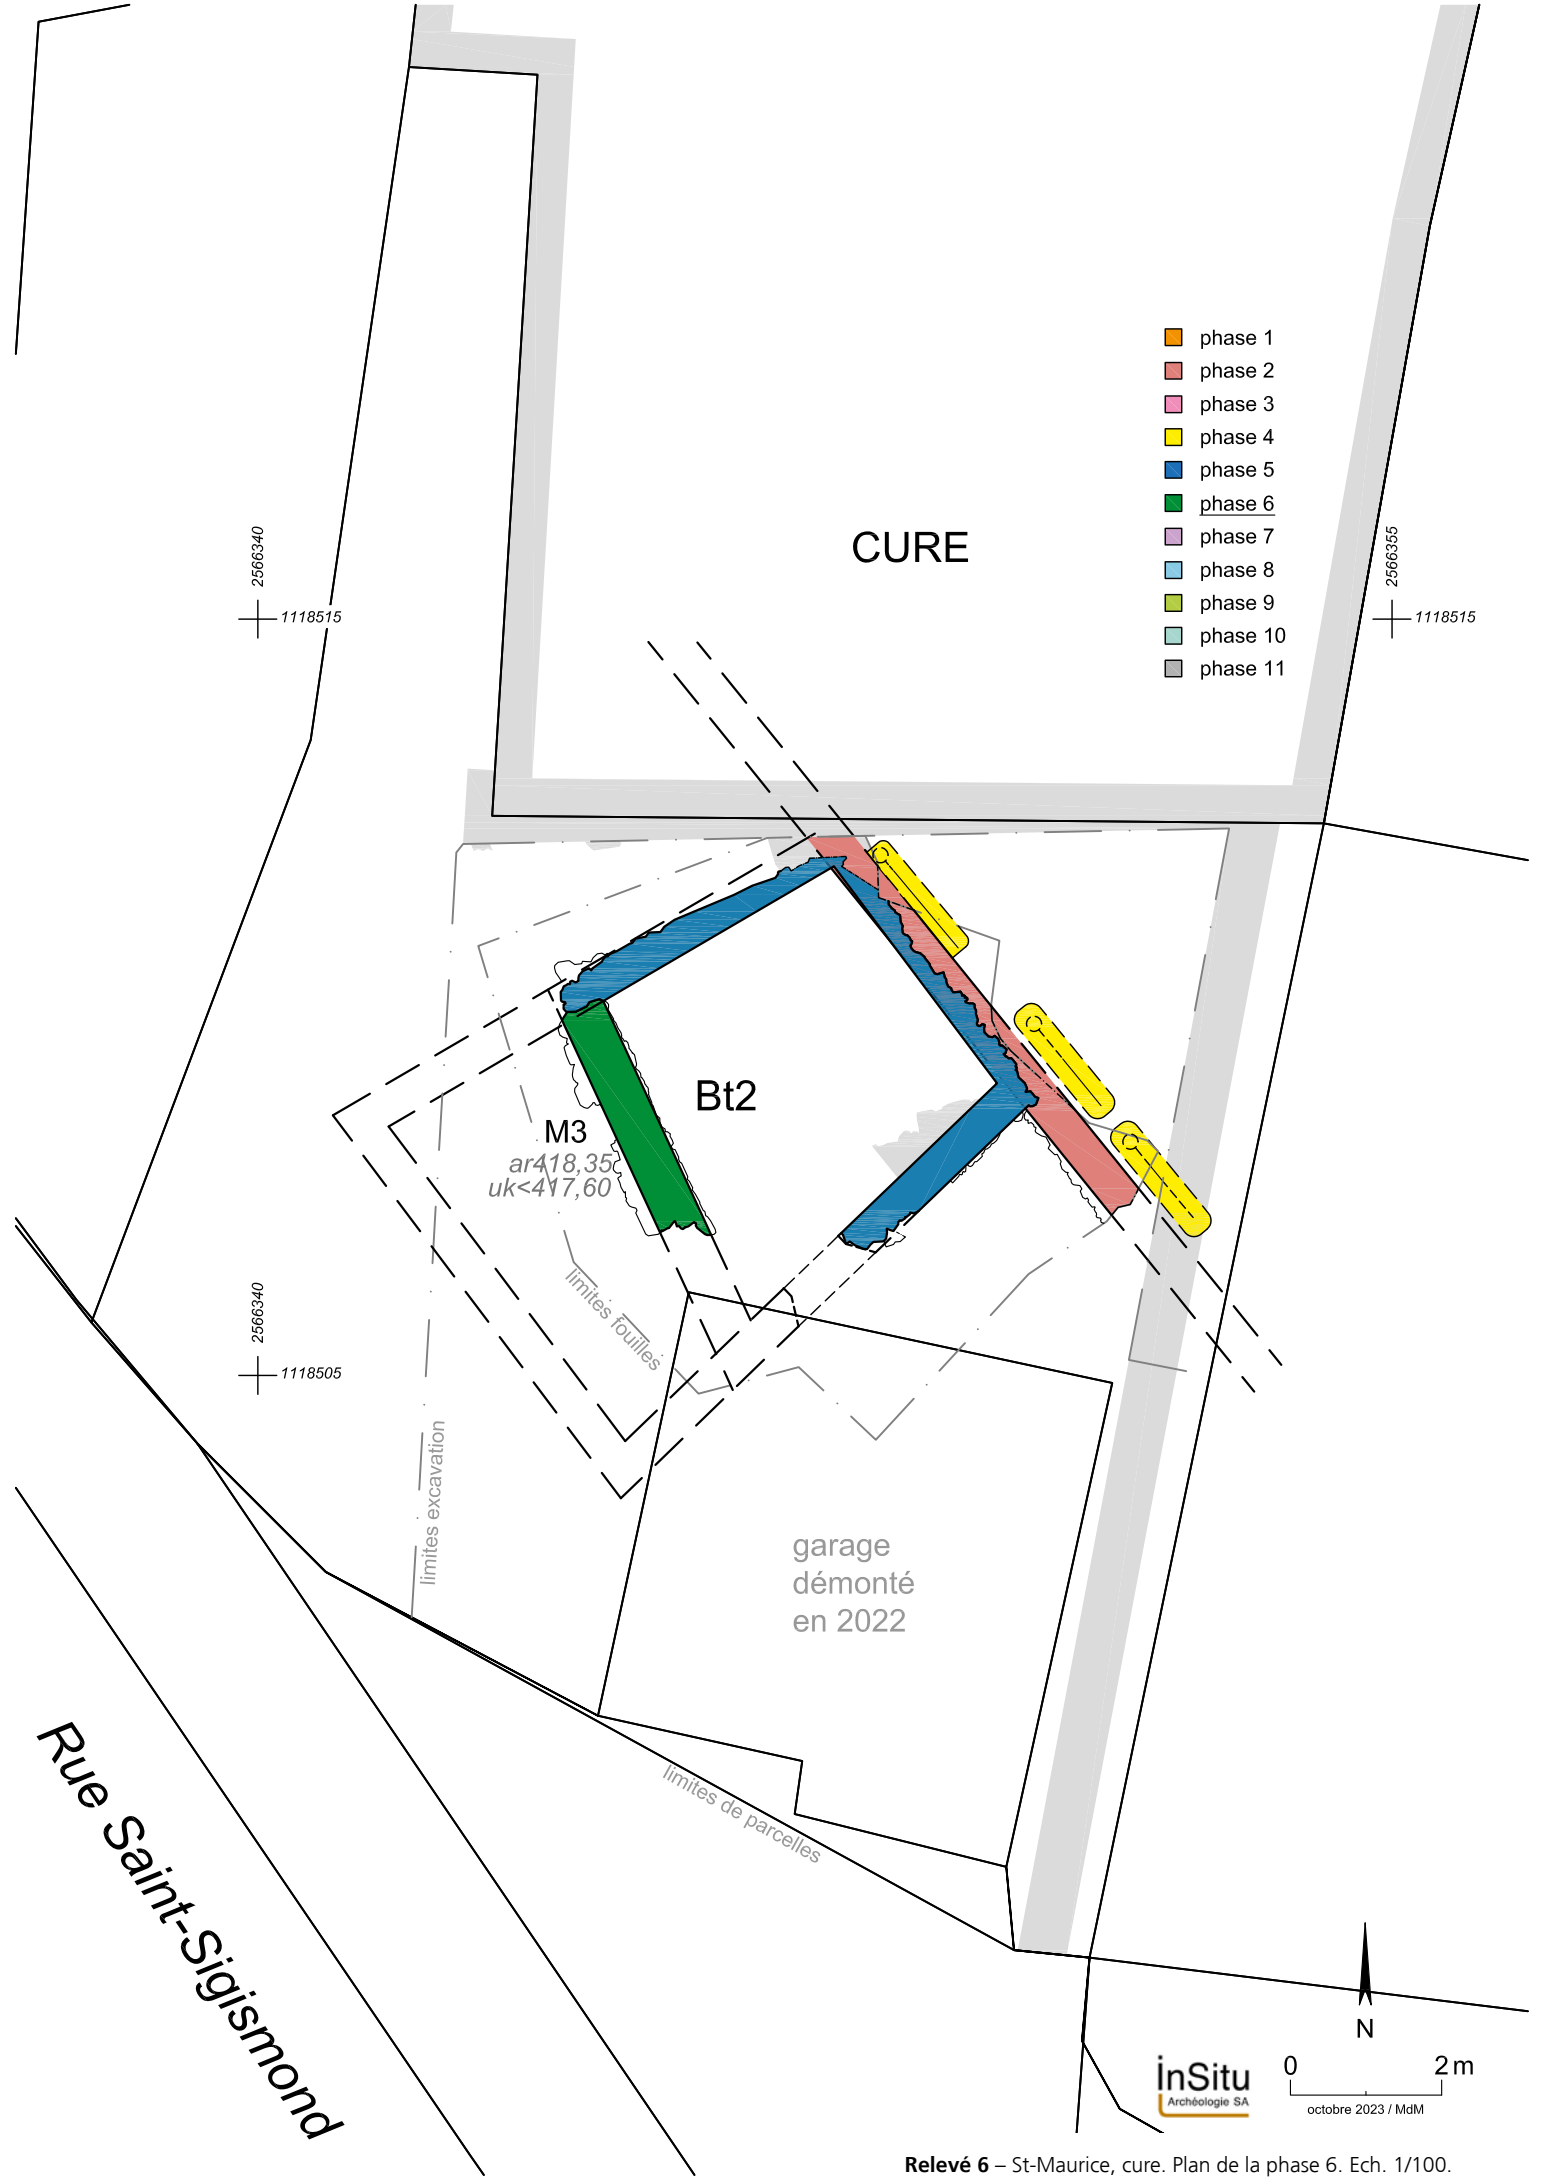 phase 1
phase 2
phase 3
phase 4
phase 5
phase 6
phase 7
phase 8
phase 9
phase 10
phase 11
CURE
2566340
1118515
2566355
1118515
Bt2
M3
ar418,35
uk<417,60
limites fouilles
2566340
1118505
limites excavation
garage
démonté
en 2022
limites de parcelles
Rue Saint-Sigismond
N
inSitu
Archéologie SA
0 2 m
octobre 2023 / MdM
Relevé 6 – St-Maurice, cure. Plan de la phase 6. Ech. 1/100.